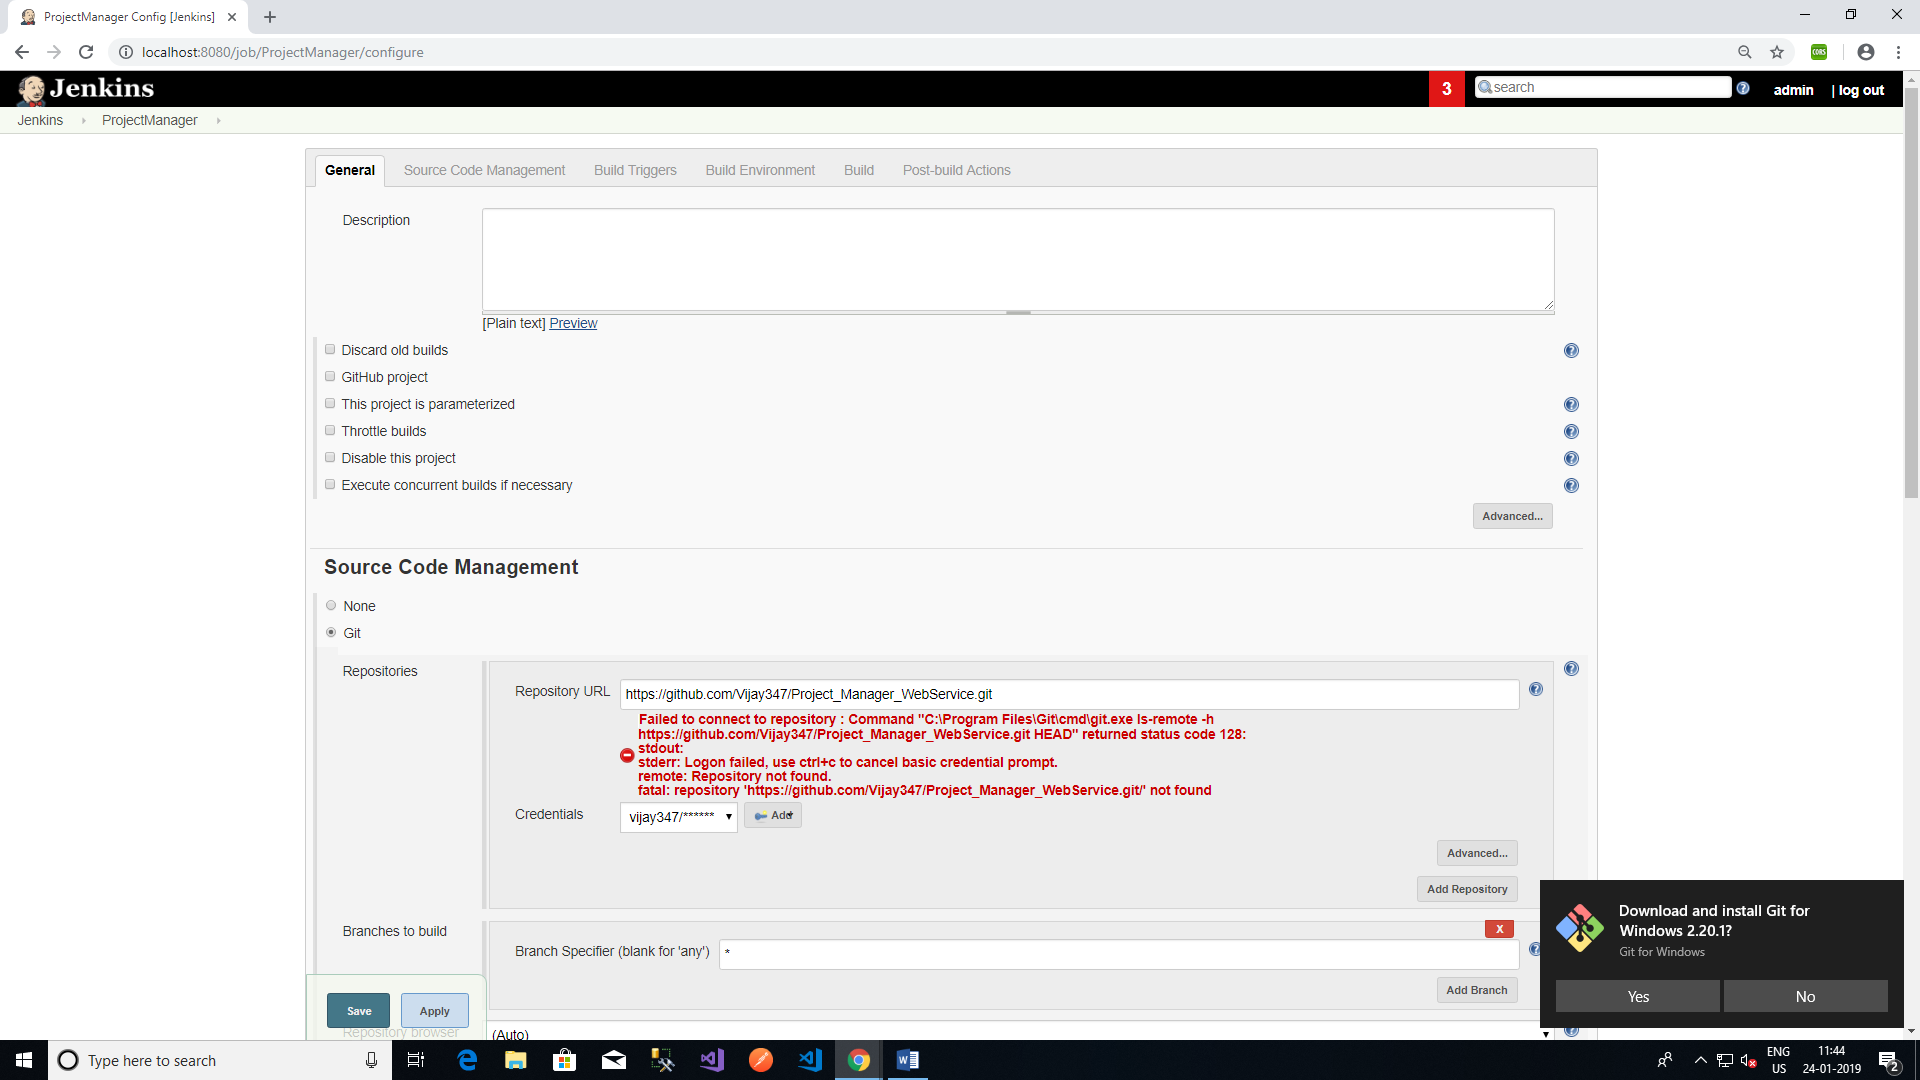 ProjectManager Config [Jenkins]
localhost:8080/job/ProjectManager/configure
CORS
Jenkins
3
search
admin
| log out
Jenkins
ProjectManager
General
Source Code Management
Build Triggers
Build Environment
Build
Post-build Actions
Description
[Plain text] Preview
Discard old builds
GitHub project
This project is parameterized
Throttle builds
Disable this project
Execute concurrent builds if necessary
Advanced...
Source Code Management
None
Git
Repositories
Repository URL
https://github.com/Vijay347/Project_Manager_WebService.git
Failed to connect to repository : Command "C:\Program Files\Git\cmd\git.exe ls-remote -h
https://github.com/Vijay347/Project_Manager_WebService.git HEAD" returned status code 128:
stdout:
stderr: Logon failed, use ctrl+c to cancel basic credential prompt.
remote: Repository not found.
fatal: repository 'https://github.com/Vijay347/Project_Manager_WebService.git/' not found
Credentials
vijay347/******
Add
Advanced...
Add Repository
Branches to build
X
Branch Specifier (blank for 'any')
*
Add Branch
Save
Apply
Repository browser
(Auto)
Download and install Git for
Windows 2.20.1?
Git for Windows
Yes
No
Type here to search
ENG
US
11:44
24-01-2019
2